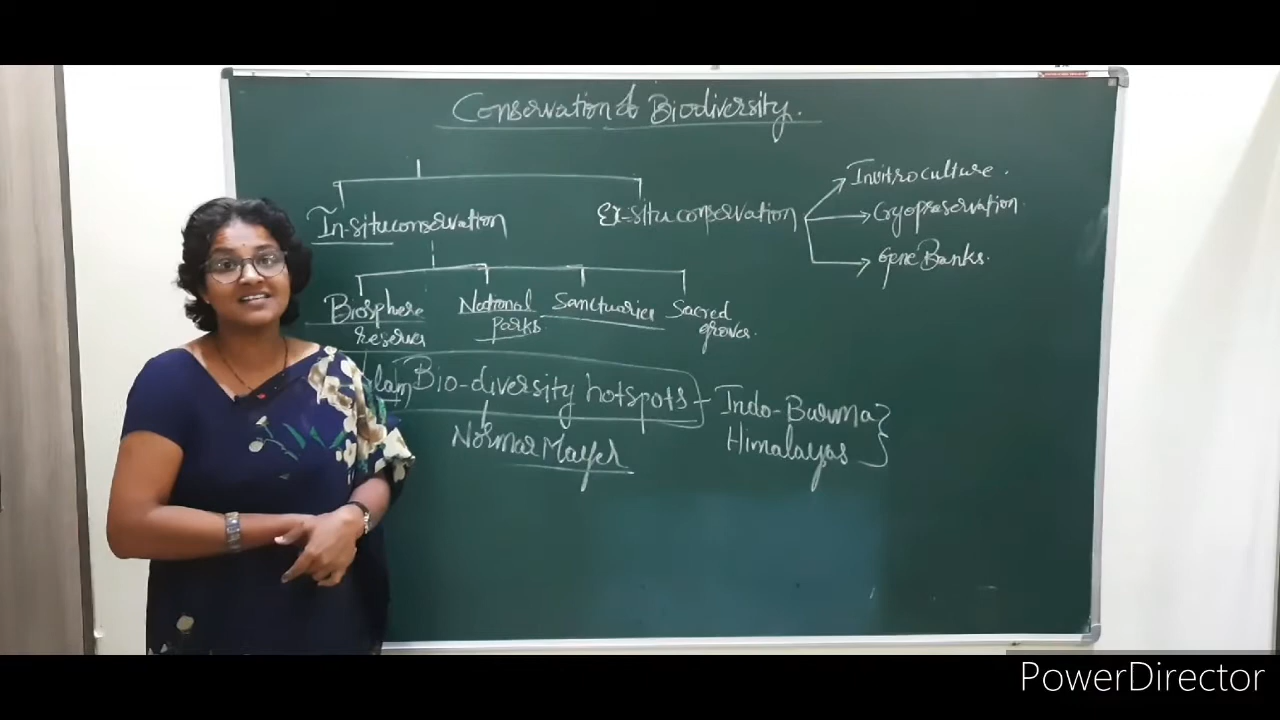 Conservation of Biodiversity.
In-situ conservation
Ex-situ conservation
Invitro culture.
Cryopreservation
Gene Banks.
Biosphere reserves
National parks.
Sanctuaries
Sacred groves.
Bio-diversity hotspots
Indo-Burma
Himalayas
Norman Mayer
PowerDirector